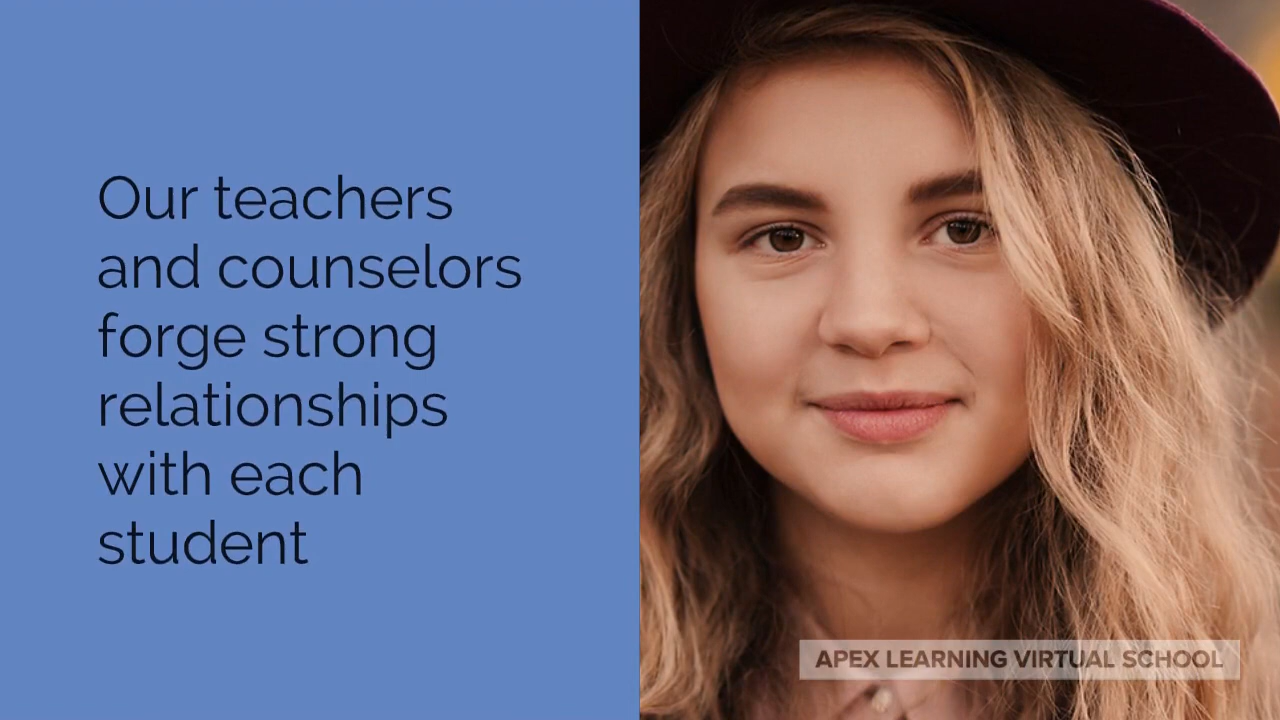 Our teachers
and counselors
forge strong
relationships
with each
student
APEX LEARNING VIRTUAL SCHOOL